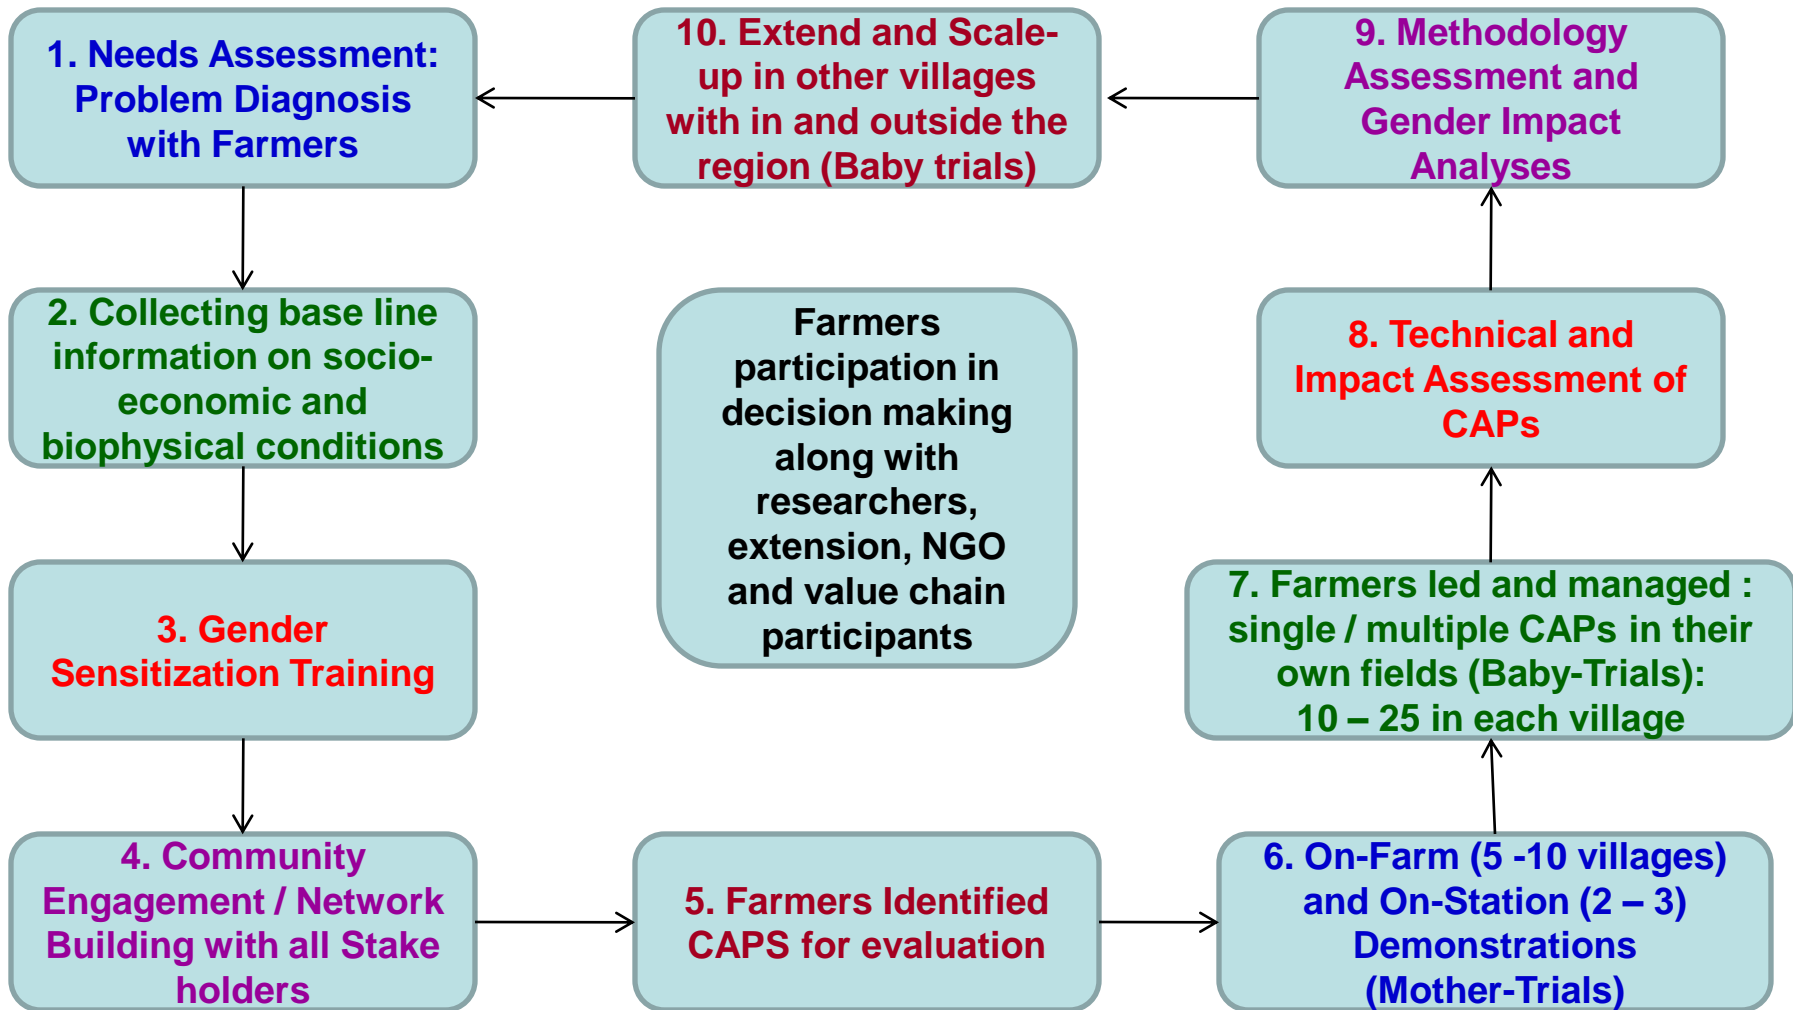 1. Needs Assessment:
Problem Diagnosis
with Farmers
2. Collecting base line
information on socio-
economic and
biophysical conditions
3. Gender
Sensitization Training
4. Community
Engagement / Network
Building with all Stake
holders
5. Farmers Identified
CAPS for evaluation
6. On-Farm (5 -10 villages)
and On-Station (2 – 3)
Demonstrations
(Mother-Trials)
7. Farmers led and managed :
single / multiple CAPs in their
own fields (Baby-Trials):
10 – 25 in each village
8. Technical and
Impact Assessment of
CAPs
9. Methodology
Assessment and
Gender Impact
Analyses
10. Extend and Scale-
up in other villages
with in and outside the
region (Baby trials)
Farmers
participation in
decision making
along with
researchers,
extension, NGO
and value chain
participants